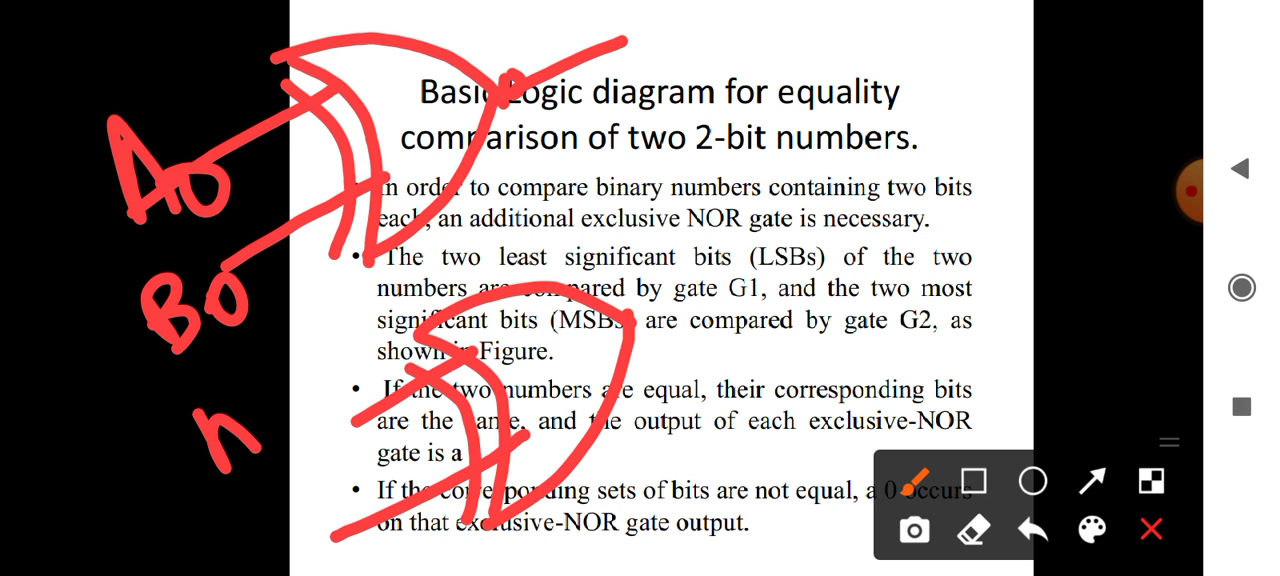 Basic Logic diagram for equality
comparison of two 2-bit numbers.
A0
B0
• In order to compare binary numbers containing two bits
each, an additional exclusive NOR gate is necessary.
• The two least significant bits (LSBs) of the two
numbers are compared by gate G1, and the two most
significant bits (MSBs) are compared by gate G2, as
shown in Figure.
• If the two numbers are equal, their corresponding bits
are the same, and the output of each exclusive-NOR
gate is a
• If the corresponding sets of bits are not equal, a 0 occurs
on that exclusive-NOR gate output.